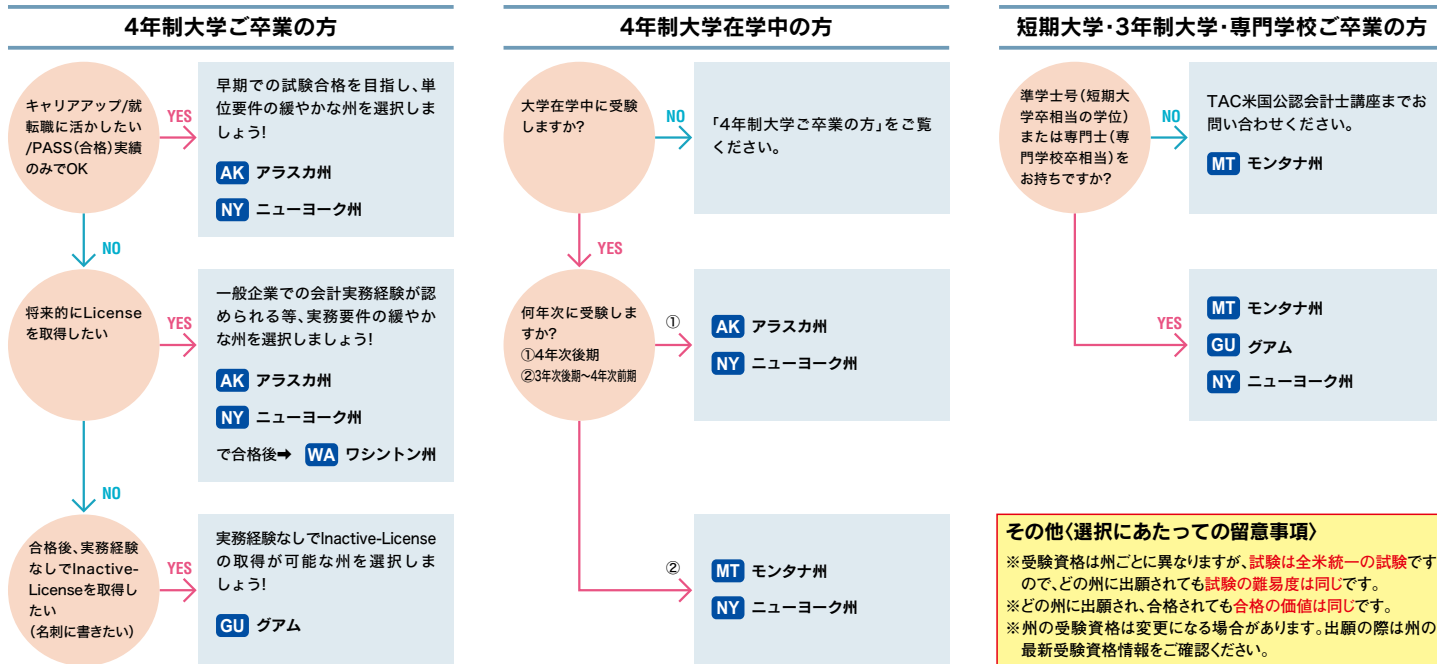 4年制大学ご卒業の方
キャリアアップ/就
転職に活かしたい
/PASS(合格)実績
のみでOK
YES
早期での試験合格を目指し、単
位要件の緩やかな州を選択しま
しょう!
AK アラスカ州
NY ニューヨーク州
NO
将来的にLicense
を取得したい
YES
一般企業での会計実務経験が認
められる等、実務要件の緩やか
な州を選択しましょう!
AK アラスカ州
NY ニューヨーク州
で合格後➡ WA ワシントン州
NO
合格後、実務経験
なしでInactive-
Licenseを取得し
たい
(名刺に書きたい)
YES
実務経験なしでInactive-License
の取得が可能な州を選択しま
しょう!
GU グアム
4年制大学在学中の方
大学在学中に受験
しますか?
NO
「4年制大学ご卒業の方」をご覧
ください。
YES
何年次に受験しま
すか?
①4年次後期
②3年次後期~4年次前期
①
AK アラスカ州
NY ニューヨーク州
②
MT モンタナ州
NY ニューヨーク州
短期大学・3年制大学・専門学校ご卒業の方
準学士号(短期大
学卒相当の学位)
または専門士(専
門学校卒相当)を
お持ちですか?
NO
TAC米国公認会計士講座までお
問い合わせください。
MT モンタナ州
YES
MT モンタナ州
GU グアム
NY ニューヨーク州
その他〈選択にあたっての留意事項〉
※受験資格は州ごとに異なりますが、試験は全米統一の試験です
ので、どの州に出願されても試験の難易度は同じです。
※どの州に出願され、合格されても合格の価値は同じです。
※州の受験資格は変更になる場合があります。出願の際は州の
最新受験資格情報をご確認ください。